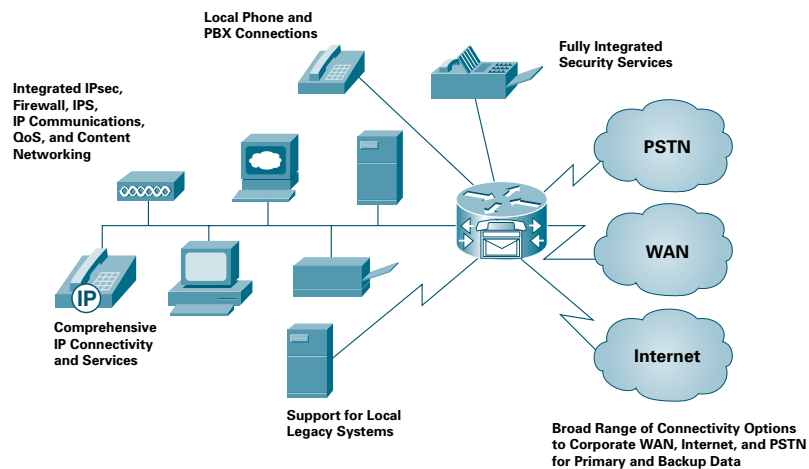 Local Phone and
PBX Connections
Fully Integrated
Security Services
Integrated IPsec,
Firewall, IPS,
IP Communications,
QoS, and Content
Networking
PSTN
WAN
IP
Comprehensive
IP Connectivity
and Services
Internet
Support for Local
Legacy Systems
Broad Range of Connectivity Options
to Corporate WAN, Internet, and PSTN
for Primary and Backup Data